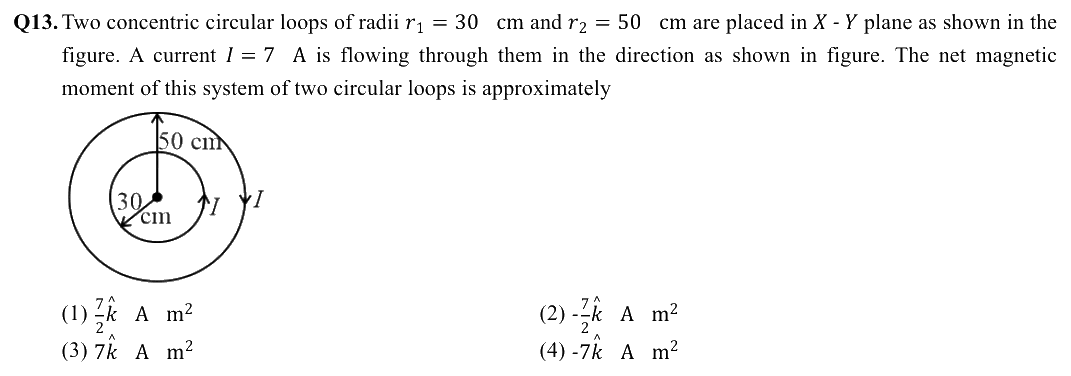 Q13. Two concentric circular loops of radii r₁ = 30 cm and r₂ = 50 cm are placed in X - Y plane as shown in the
figure. A current I = 7 A is flowing through them in the direction as shown in figure. The net magnetic
moment of this system of two circular loops is approximately
50 cm
30 cm
I
I
(1) 7/2 k̂ A m²
(2) -7/2 k̂ A m²
(3) 7k̂ A m²
(4) -7k̂ A m²